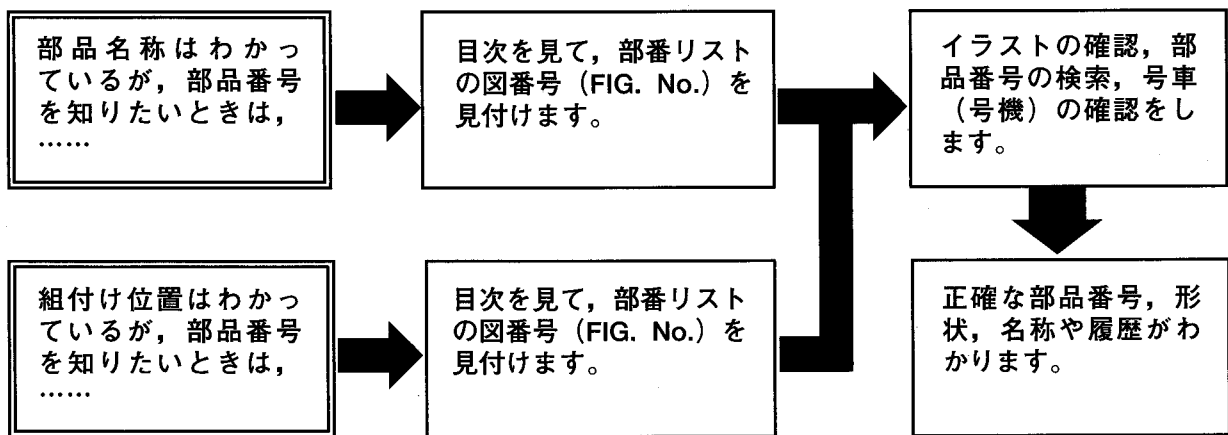 部品名称はわかっ
ているが，部品番号
を知りたいときは，
……
目次を見て，部番リスト
の図番号（FIG. No.）を
見付けます。
イラストの確認，部
品番号の検索，号車
（号機）の確認をし
ます。
組付け位置はわかっ
ているが，部品番号
を知りたいときは，
……
目次を見て，部番リスト
の図番号（FIG. No.）を
見付けます。
正確な部品番号，形
状，名称や履歴がわ
かります。